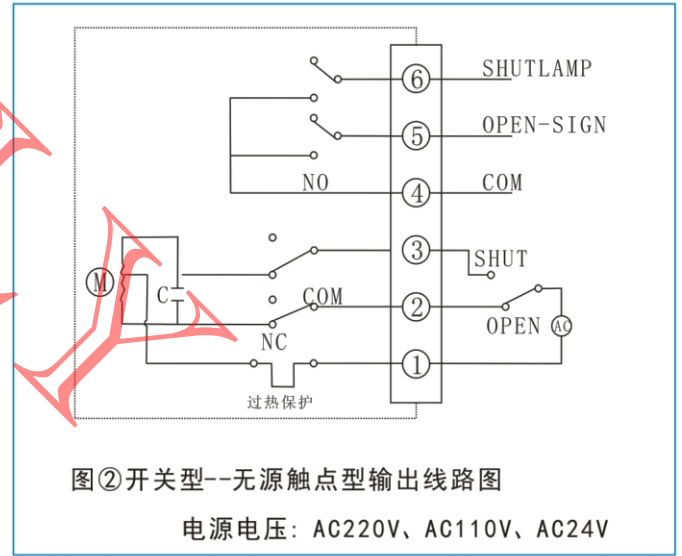 ⑥ SHUTLAMP
⑤ OPEN-SIGN
NO ④ COM
③ SHUT
M C COM ② OPEN AC
NC
①
过热保护
图②开关型--无源触点型输出线路图
电源电压: AC220V、AC110V、AC24V